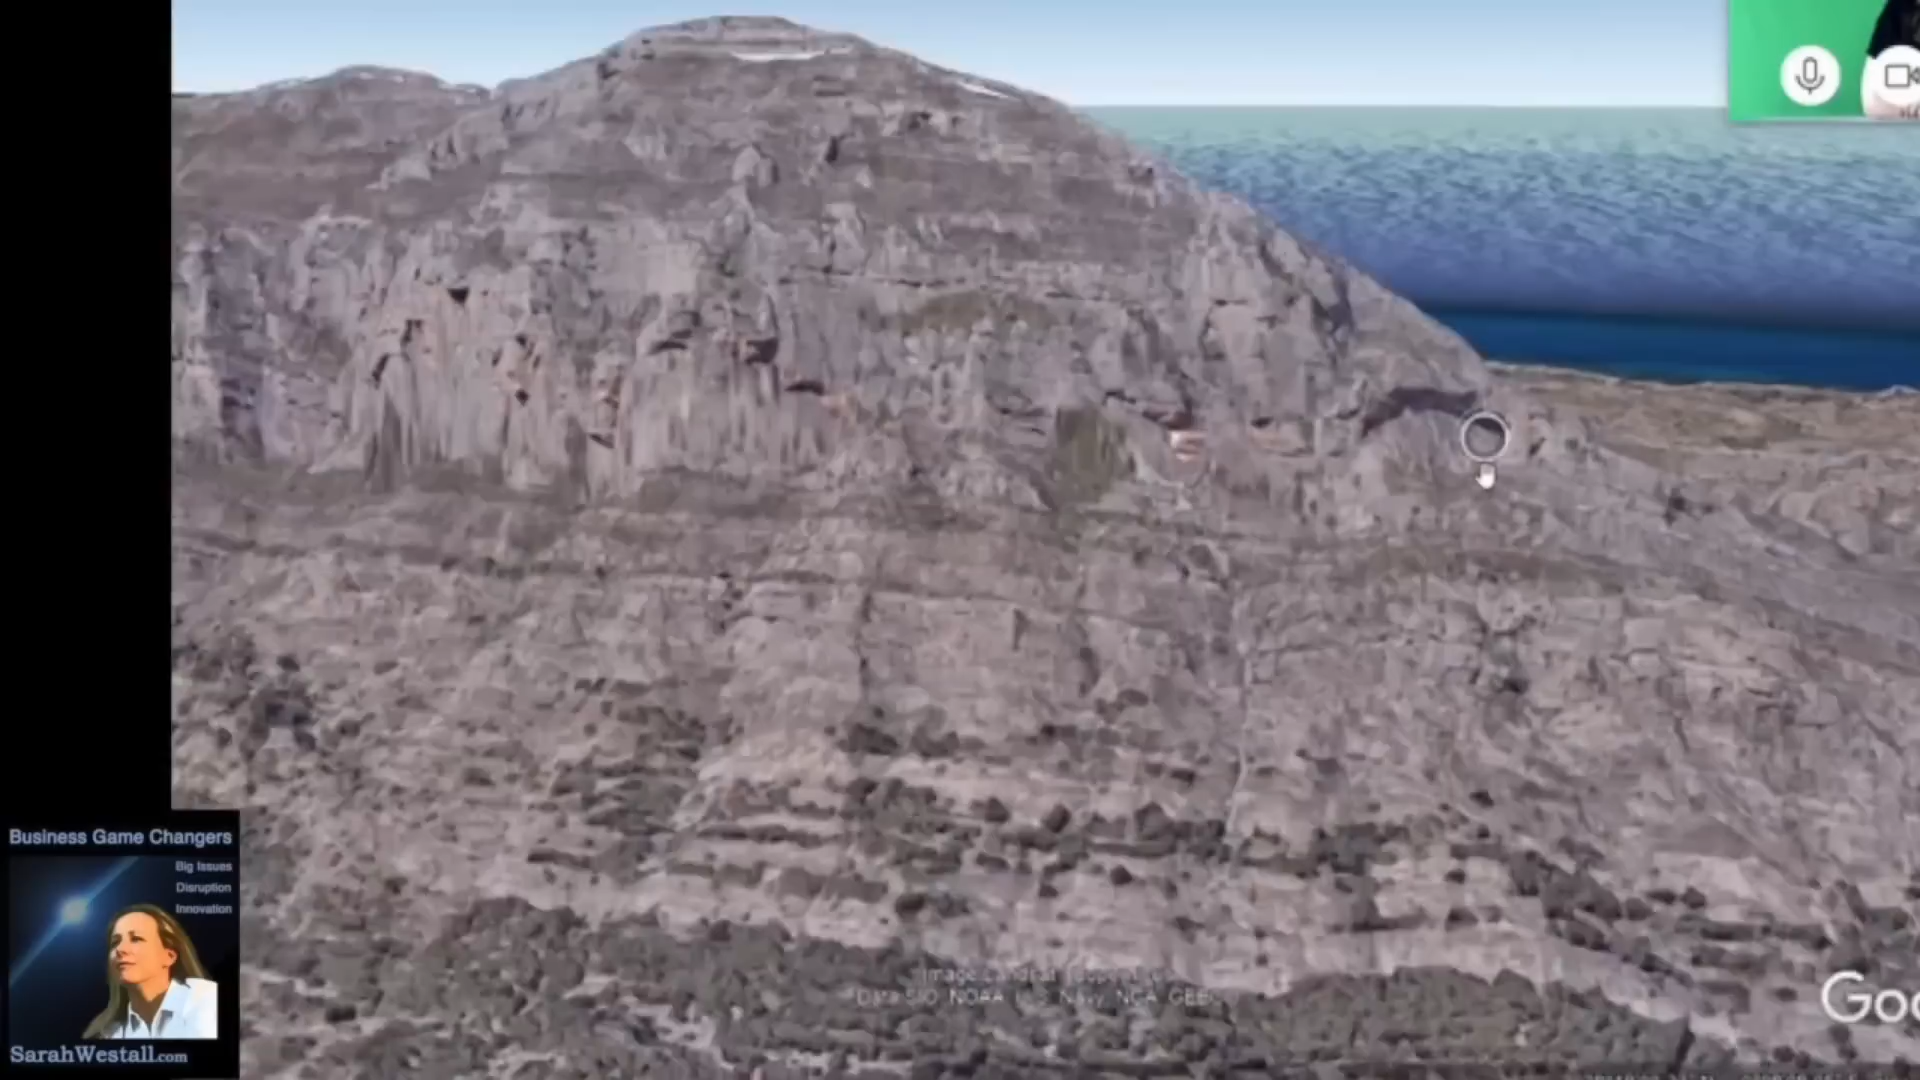 Business Game Changers
Big Issues
Disruption
Innovation
SarahWestall.com
Image Landsat / Copernicus
Data SIO, NOAA, U.S. Navy, NGA, GEBCO
Goo